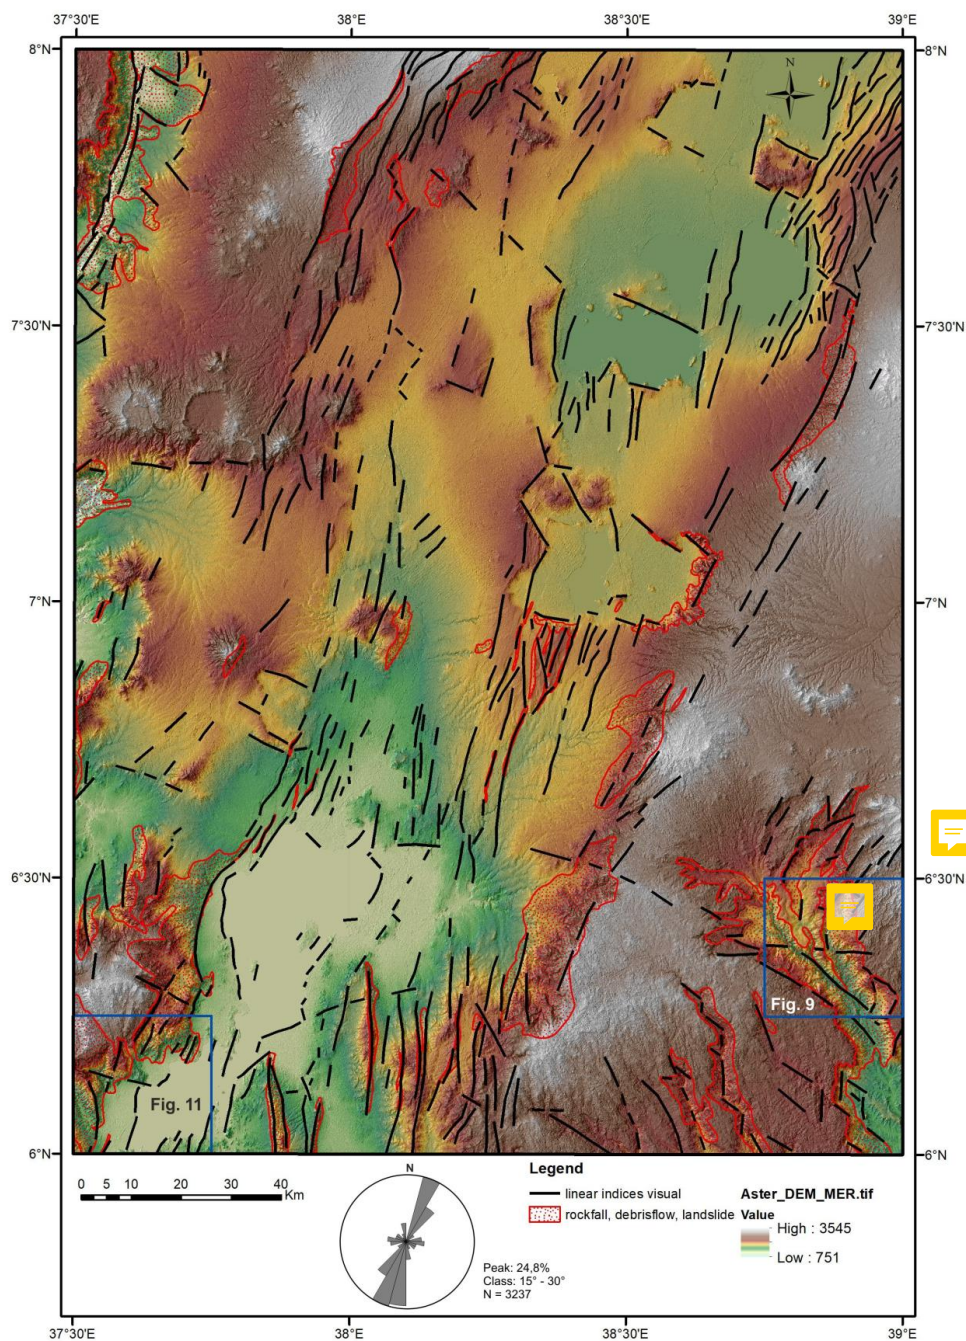 37°30'E 38°E 38°30'E 39°E
8°N 8°N
N
7°30'N 7°30'N
7°N 7°N
6°30'N 6°30'N
Fig. 9
Fig. 11
6°N 6°N
0 5 10 20 30 40
Km
N
Peak: 24,8%
Class: 15° - 30°
N = 3237
Legend
linear indices visual
rockfall, debrisflow, landslide
Aster_DEM_MER.tif
Value
High : 3545
Low : 751
37°30'E 38°E 38°30'E 39°E